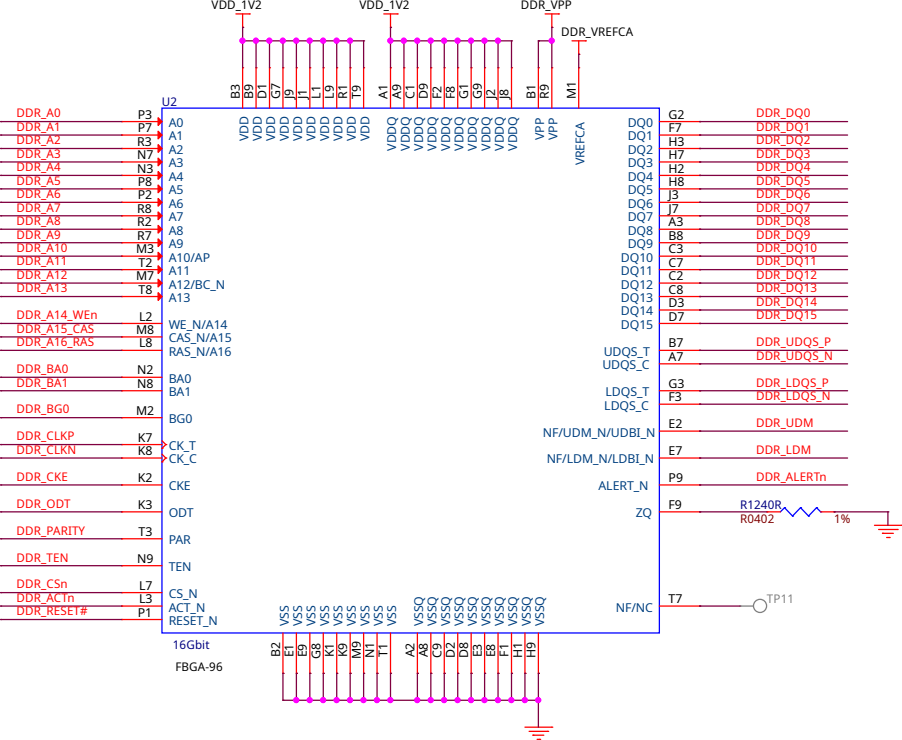 VDD_1V2 VDD_1V2 DDR_VPP
DDR_VREFCA
B3 B9 D1 G7 J9 J1 L1 L9 R1 T9 A1 A9 C1 D9 F2 F8 G1 G9 J2 J8 B1 R9 M1
U2
VDD VDD VDD VDD VDD VDD VDD VDD VDD VDD VDDQ VDDQ VDDQ VDDQ VDDQ VDDQ VDDQ VDDQ VDDQ VDDQ VPP VPP VREFCA
DDR_A0 P3 A0 DQ0 G2 DDR_DQ0
DDR_A1 P7 A1 DQ1 F7 DDR_DQ1
DDR_A2 R3 A2 DQ2 H3 DDR_DQ2
DDR_A3 N7 A3 DQ3 H7 DDR_DQ3
DDR_A4 N3 A4 DQ4 H2 DDR_DQ4
DDR_A5 P8 A5 DQ5 H8 DDR_DQ5
DDR_A6 P2 A6 DQ6 J3 DDR_DQ6
DDR_A7 R8 A7 DQ7 J7 DDR_DQ7
DDR_A8 R2 A8 DQ8 A3 DDR_DQ8
DDR_A9 R7 A9 DQ9 B8 DDR_DQ9
DDR_A10 M3 A10/AP DQ10 C3 DDR_DQ10
DDR_A11 T2 A11 DQ11 C7 DDR_DQ11
DDR_A12 M7 A12/BC_N DQ12 C2 DDR_DQ12
DDR_A13 T8 A13 DQ13 C8 DDR_DQ13
DQ14 D3 DDR_DQ14
DDR_A14_WEn L2 WE_N/A14 DQ15 D7 DDR_DQ15
DDR_A15_CAS M8 CAS_N/A15
DDR_A16_RAS L8 RAS_N/A16 UDQS_T B7 DDR_UDQS_P
UDQS_C A7 DDR_UDQS_N
DDR_BA0 N2 BA0
DDR_BA1 N8 BA1 LDQS_T G3 DDR_LDQS_P
LDQS_C F3 DDR_LDQS_N
DDR_BG0 M2 BG0
NF/UDM_N/UDBI_N E2 DDR_UDM
DDR_CLKP K7 CK_T
DDR_CLKN K8 CK_C NF/LDM_N/LDBI_N E7 DDR_LDM
DDR_CKE K2 CKE ALERT_N P9 DDR_ALERTn
DDR_ODT K3 ODT ZQ F9 R1240R
R0402 1%
DDR_PARITY T3 PAR
DDR_TEN N9 TEN
DDR_CSn L7 CS_N
DDR_ACTn L3 ACT_N NF/NC T7 TP11
DDR_RESET# P1 RESET_N
VSS VSS VSS VSS VSS VSS VSS VSS VSS VSSQ VSSQ VSSQ VSSQ VSSQ VSSQ VSSQ VSSQ VSSQ VSSQ
16Gbit
B2 E1 E9 G8 K1 K9 M9 N1 T1 A2 A8 C9 D2 D8 E3 E8 F1 H1 H9
FBGA-96